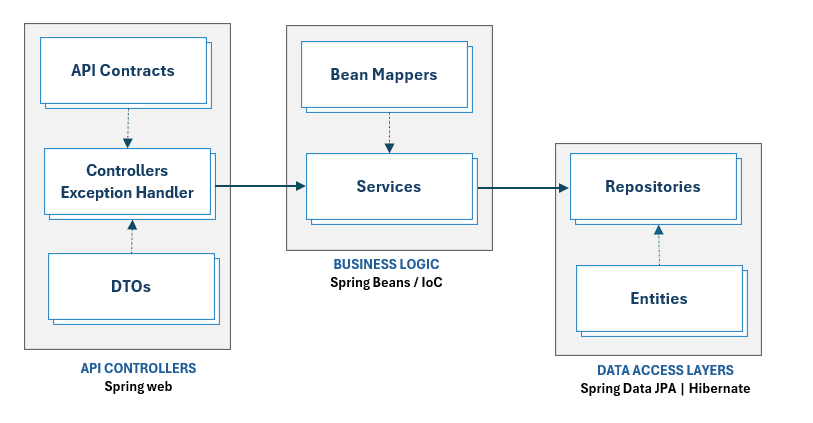 API Contracts
Controllers
Exception Handler
DTOs
API CONTROLLERS
Spring web
Bean Mappers
Services
BUSINESS LOGIC
Spring Beans / IoC
Repositories
Entities
DATA ACCESS LAYERS
Spring Data JPA | Hibernate